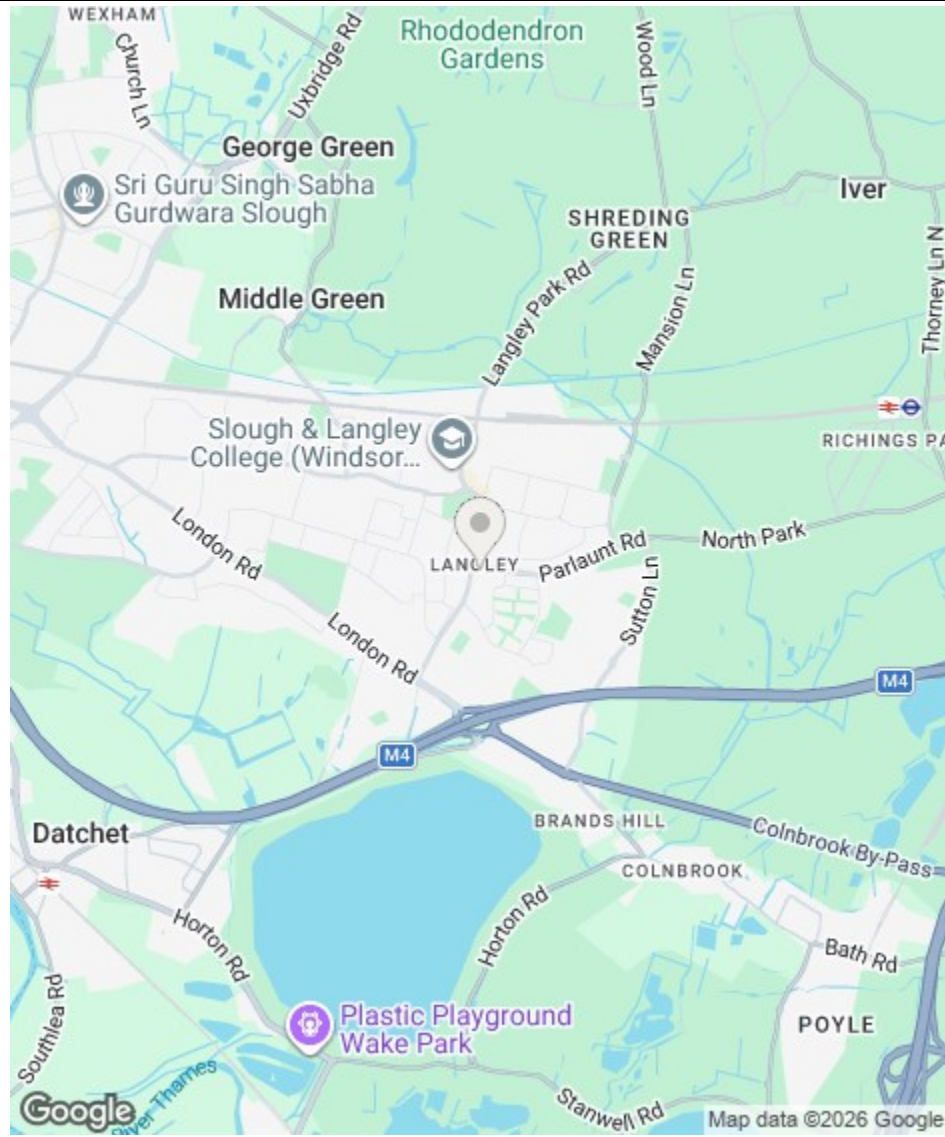 WEXHAM
Church Ln
Uxbridge Rd
Rhododendron
Gardens
Wood Ln
George Green
Sri Guru Singh Sabha
Gurdwara Slough
Iver
SHREDING
GREEN
Thorney Ln N
Middle Green
Langley Park Rd
Mansion Ln
Slough & Langley
College (Windsor...
RICHINGS PA
London Rd
LANGLEY
Parlaunt Rd
North Park
Sutton Ln
London Rd
M4
M4
Datchet
BRANDS HILL
Colnbrook By-Pass
COLNBROOK
Horton Rd
Horton Rd
Bath Rd
Southlea Rd
Plastic Playground
Wake Park
POYLE
River Thames
Stanwell Rd
Google
Map data ©2026 Google